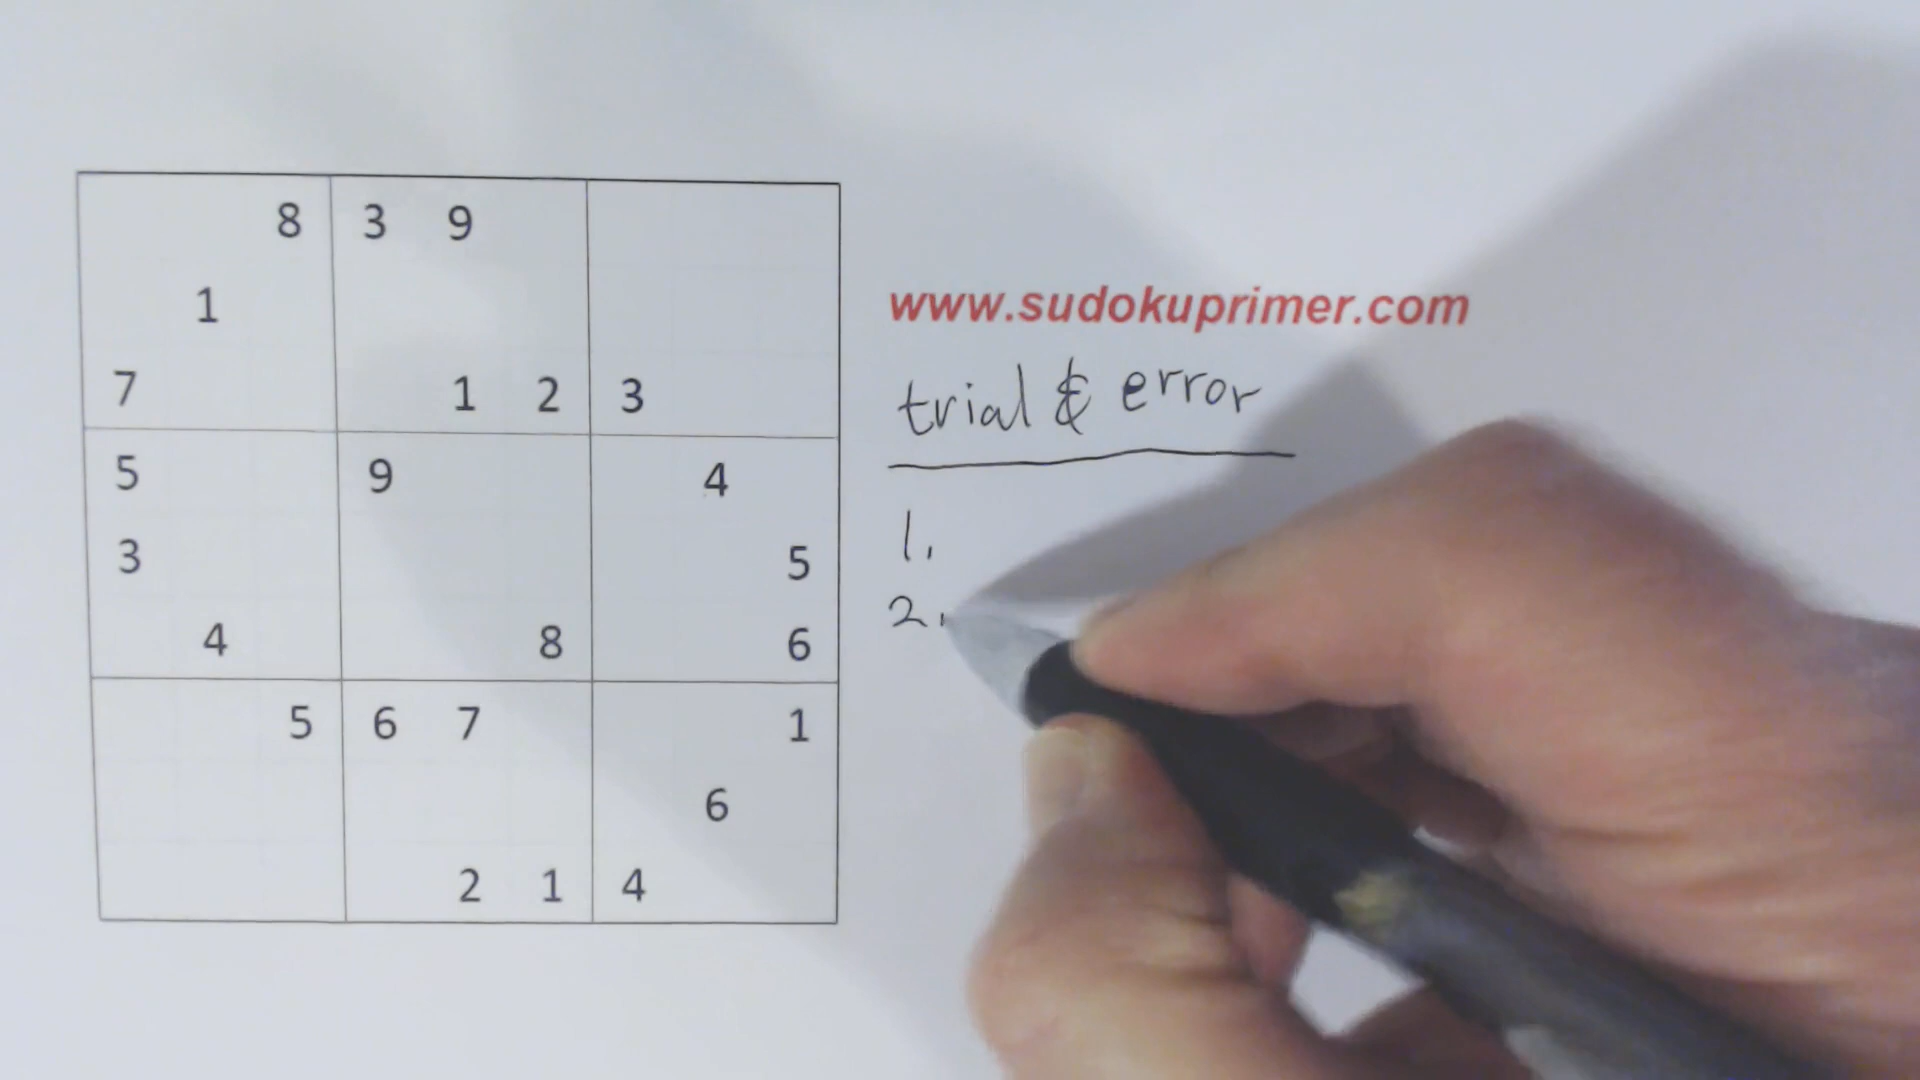 8 3 9
1
7 1 2 3
5 9 4
3 5
4 8 6
5 6 7 1
6
2 1 4
www.sudokuprimer.com
trial & error
1.
2.